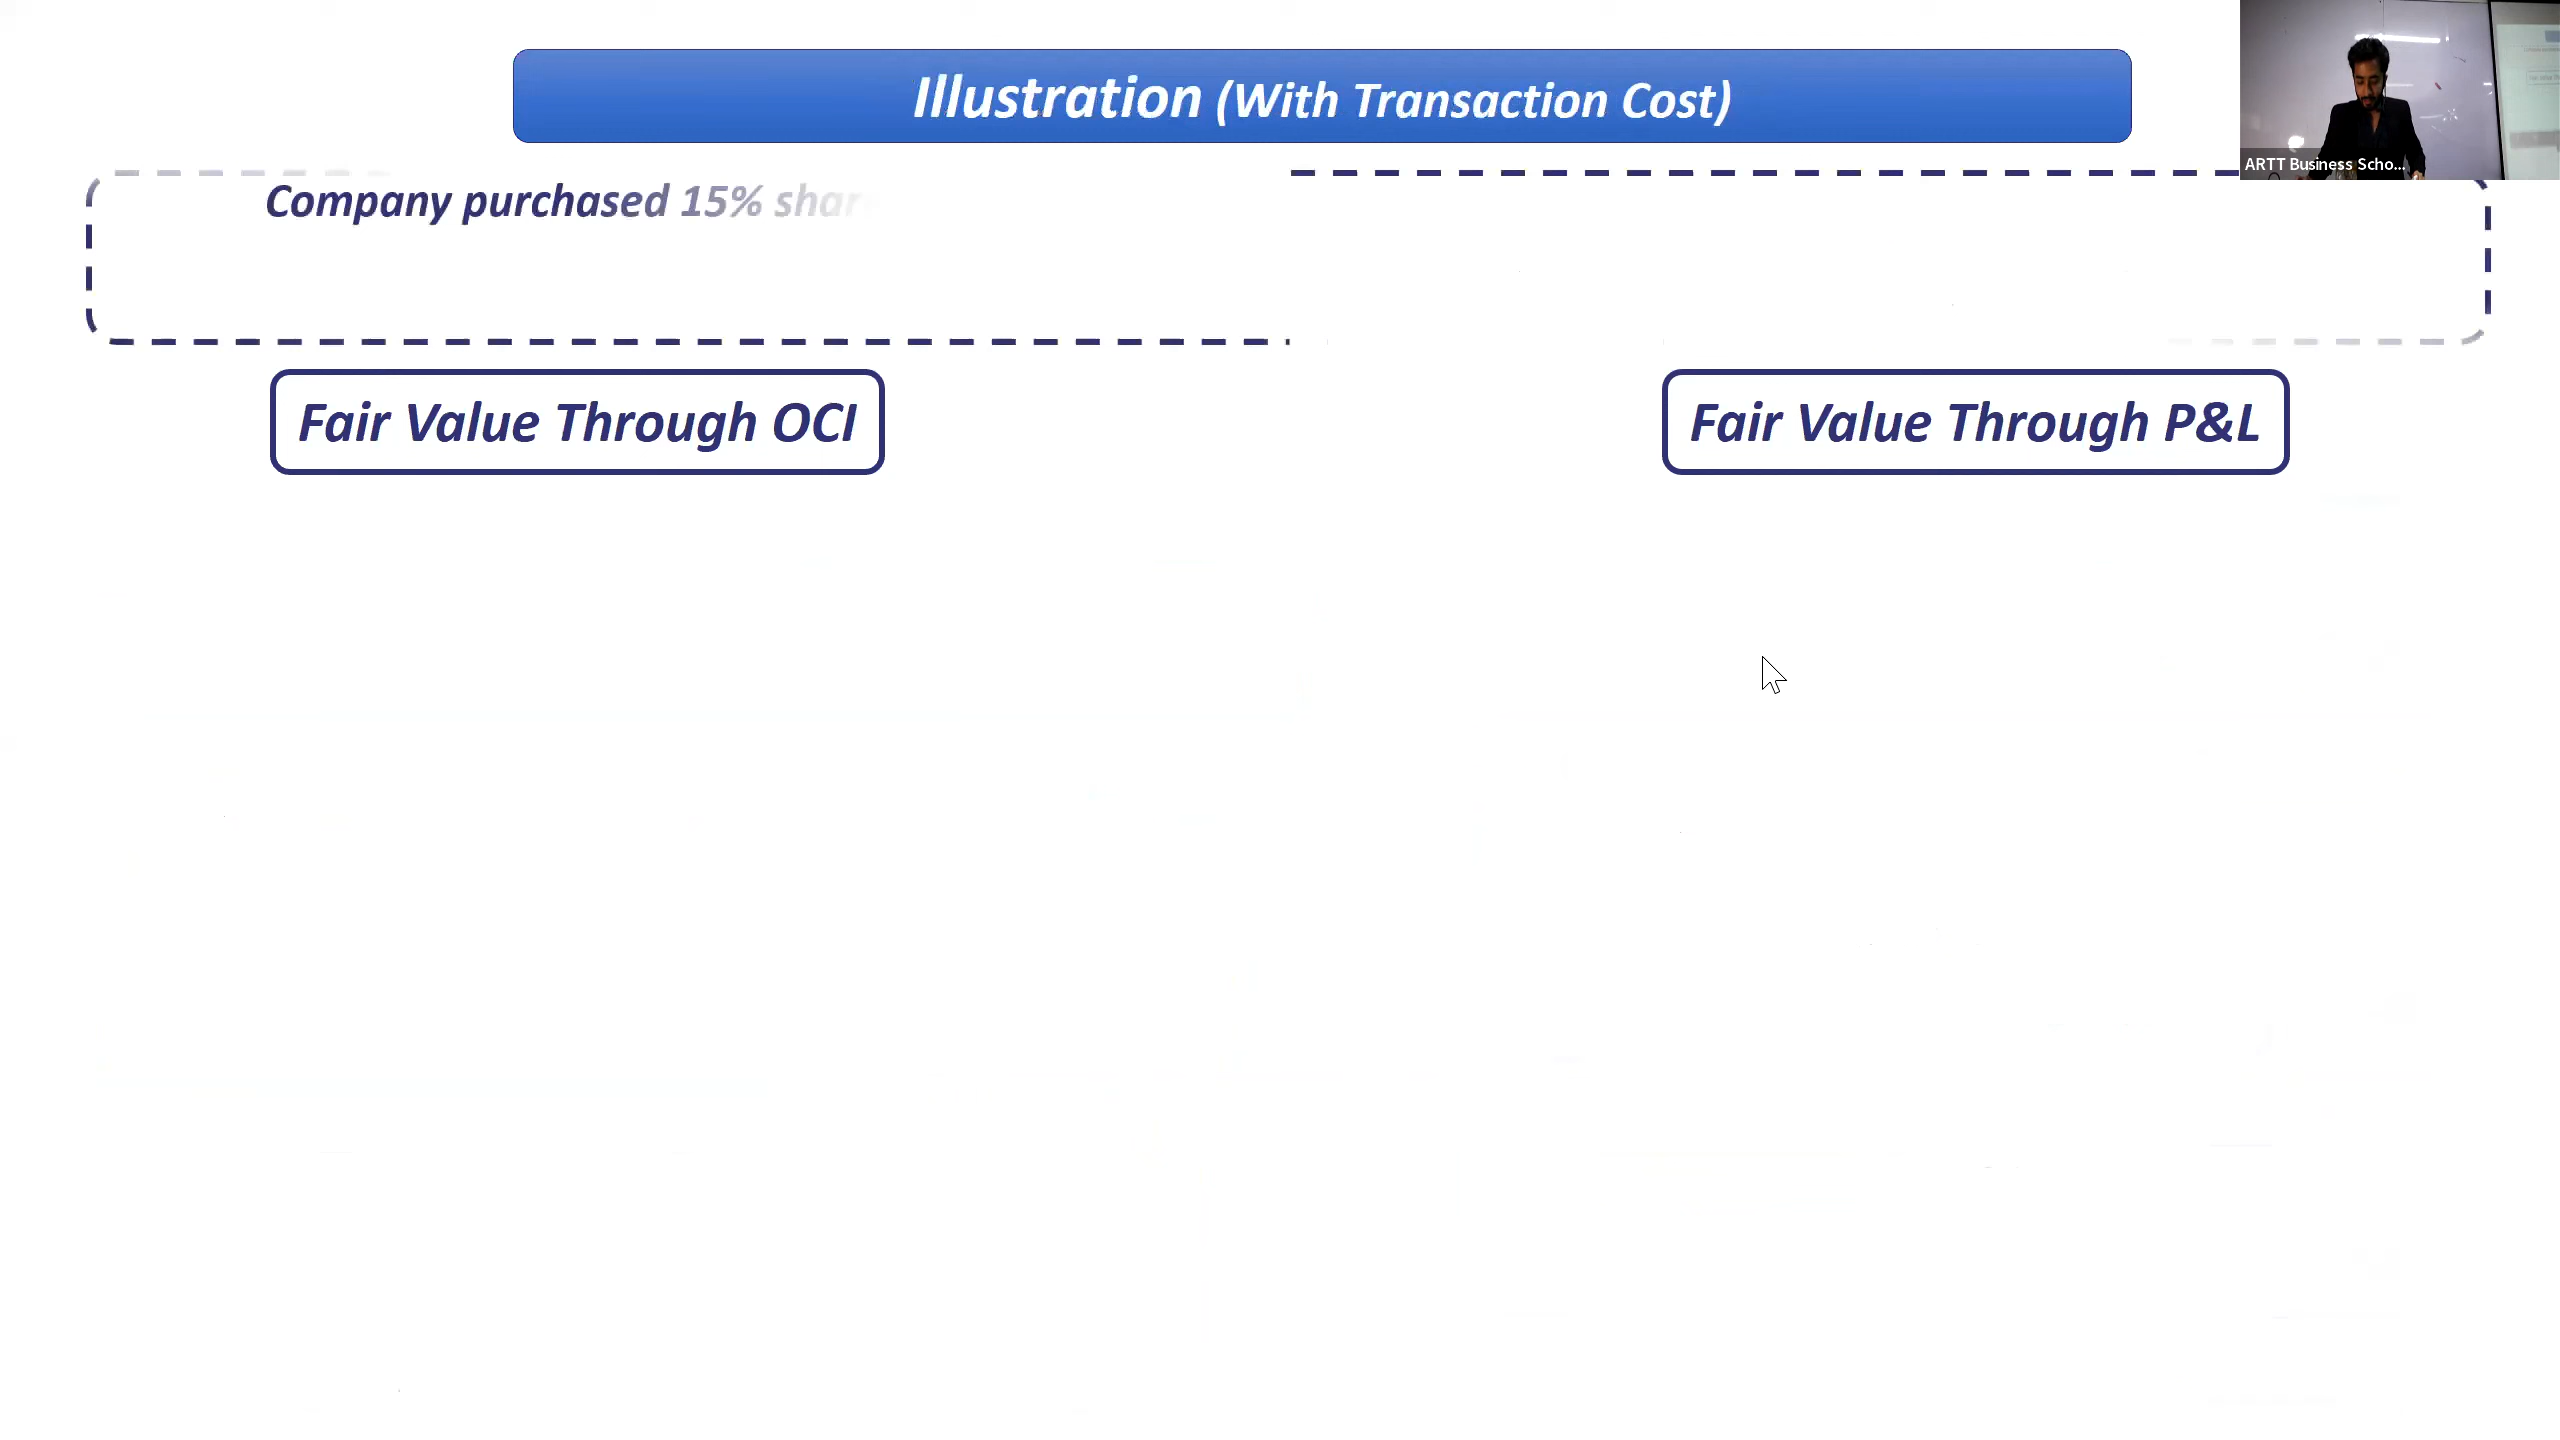 Illustration (With Transaction Cost)
ARTT Business Scho...
Company purchased 15%
Fair Value Through OCI
Fair Value Through P&L